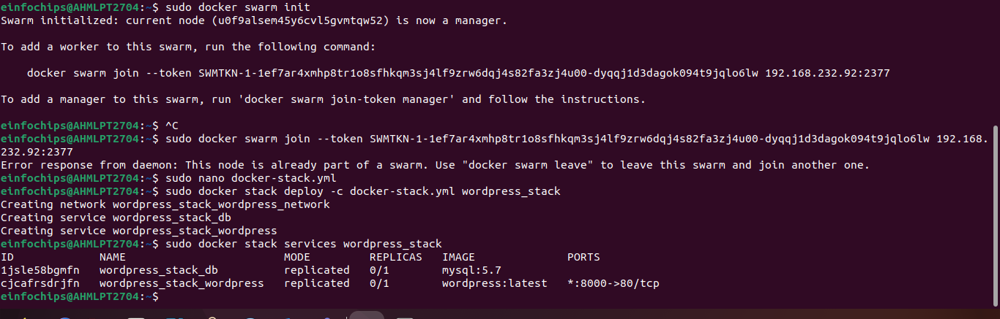 einfochips@AHMLPT2704:~$ sudo docker swarm init
Swarm initialized: current node (u0f9alsem45y6cvl5gvmtqw52) is now a manager.
To add a worker to this swarm, run the following command:
docker swarm join --token SWMTKN-1-1ef7ar4xmhp8tr1o8sfhkqm3sj4lf9zrw6dqj4s82fa3zj4u00-dyqqj1d3dagok094t9jqlo6lw 192.168.232.92:2377
To add a manager to this swarm, run 'docker swarm join-token manager' and follow the instructions.
einfochips@AHMLPT2704:~$ ^C
einfochips@AHMLPT2704:~$ sudo docker swarm join --token SWMTKN-1-1ef7ar4xmhp8tr1o8sfhkqm3sj4lf9zrw6dqj4s82fa3zj4u00-dyqqj1d3dagok094t9jqlo6lw 192.168.
232.92:2377
Error response from daemon: This node is already part of a swarm. Use "docker swarm leave" to leave this swarm and join another one.
einfochips@AHMLPT2704:~$ sudo nano docker-stack.yml
einfochips@AHMLPT2704:~$ sudo docker stack deploy -c docker-stack.yml wordpress_stack
Creating network wordpress_stack_wordpress_network
Creating service wordpress_stack_db
Creating service wordpress_stack_wordpress
einfochips@AHMLPT2704:~$ sudo docker stack services wordpress_stack
ID NAME MODE REPLICAS IMAGE PORTS
1jsle58bgmfn wordpress_stack_db replicated 0/1 mysql:5.7
cjcafrsdrjfn wordpress_stack_wordpress replicated 0/1 wordpress:latest *:8000->80/tcp
einfochips@AHMLPT2704:~$